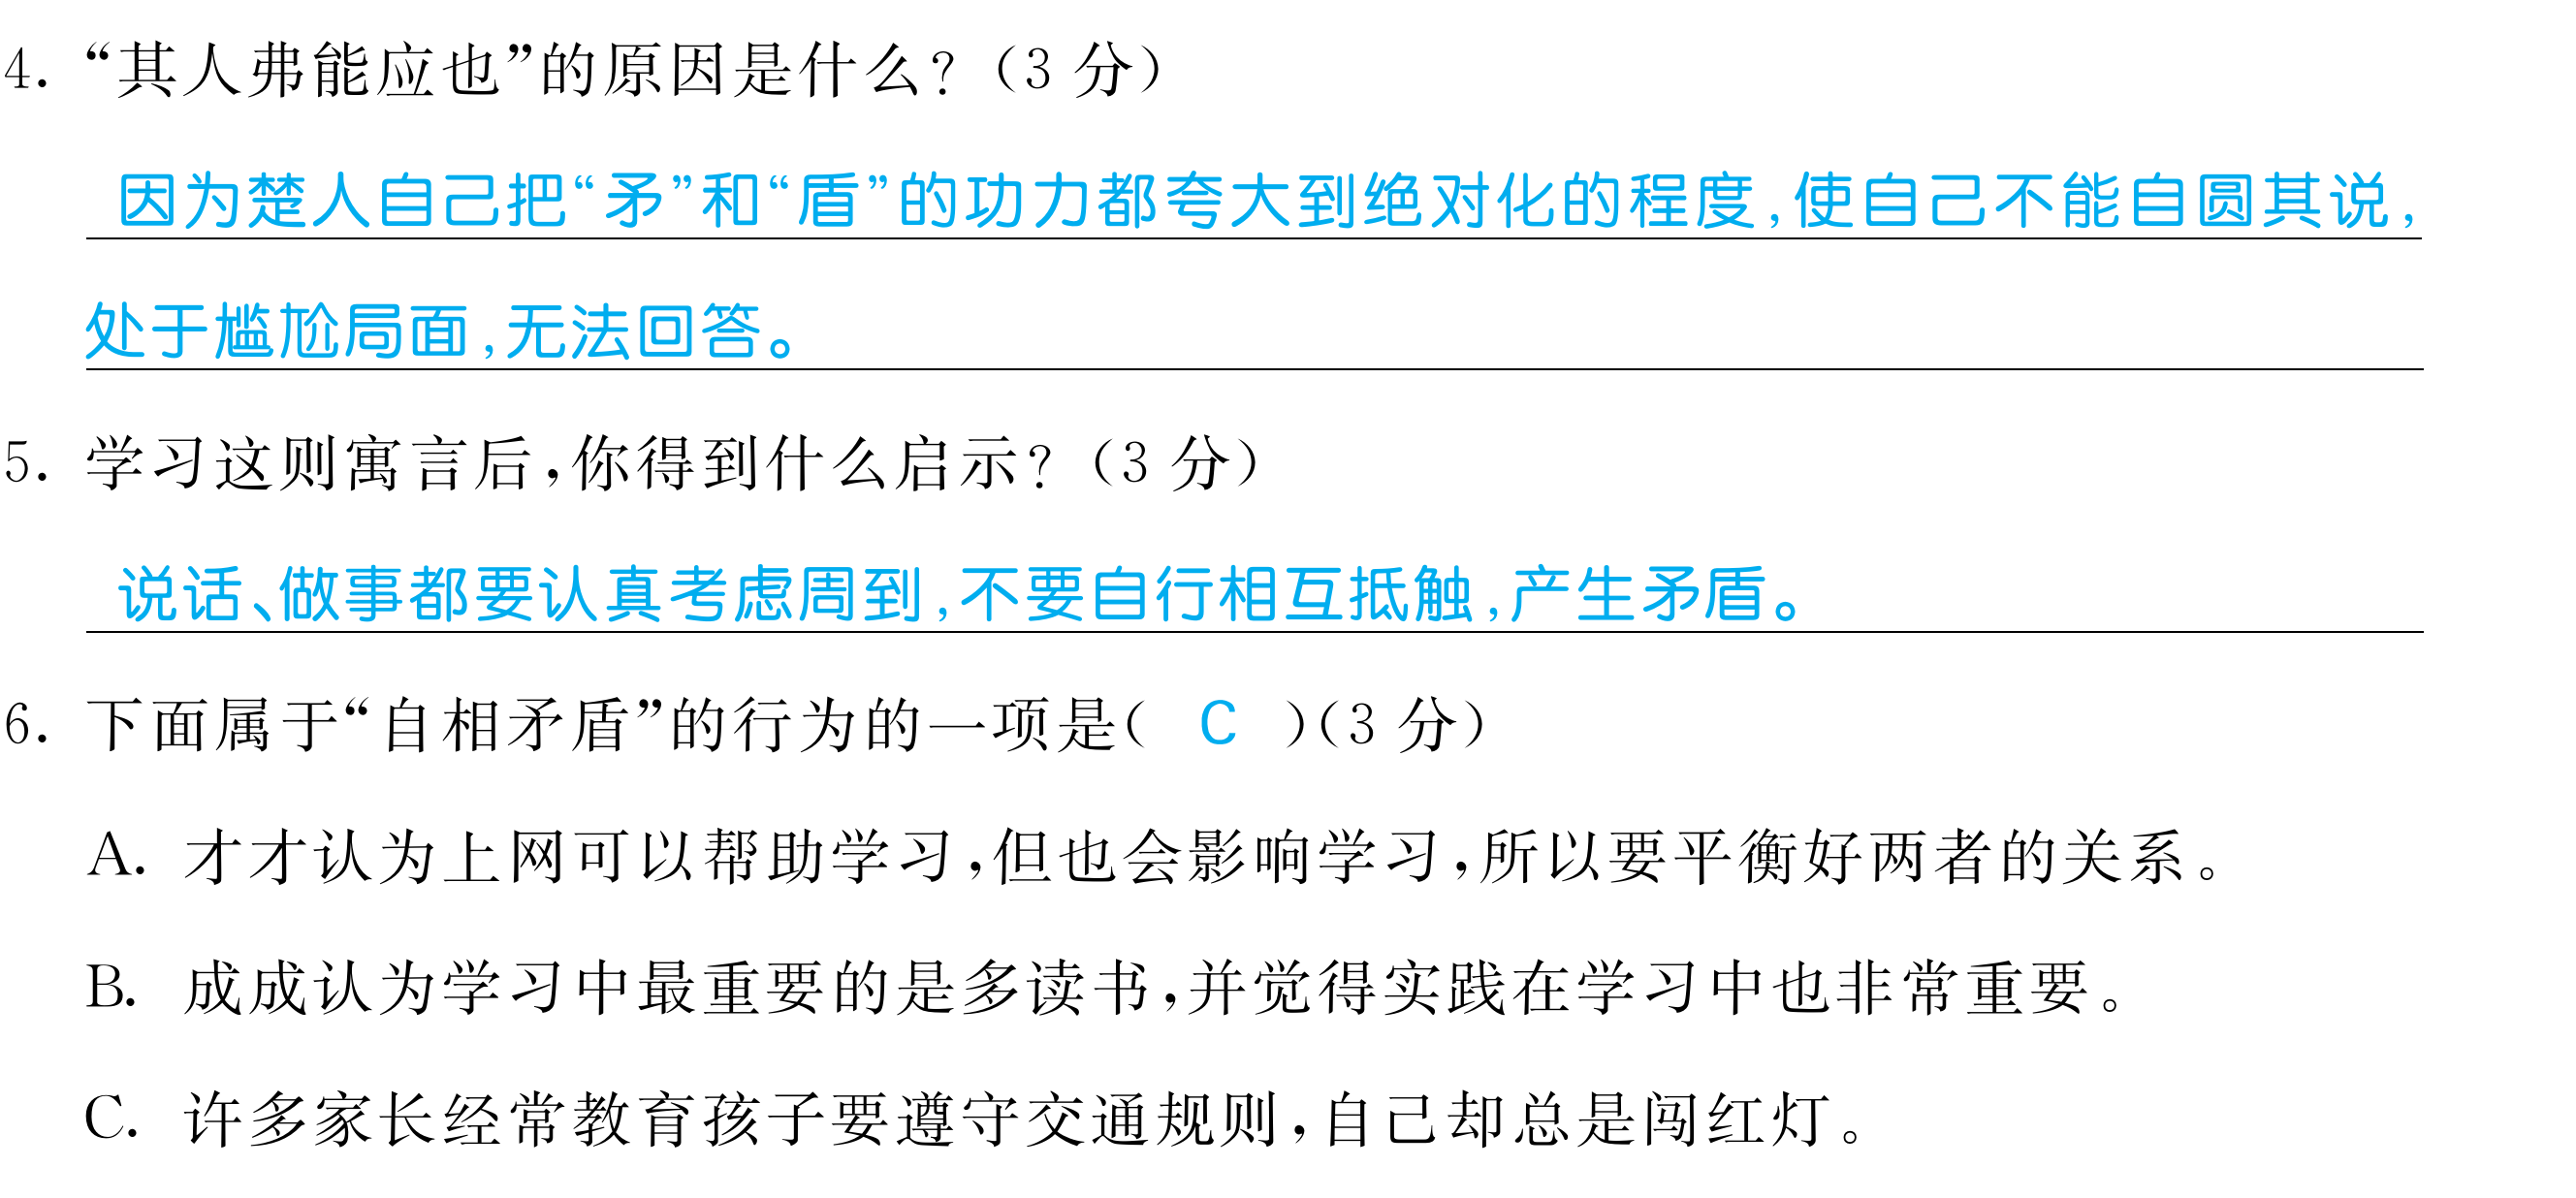 4. “其人弗能应也”的原因是什么?(3 分)
因为楚人自己把“矛”和“盾”的功力都夸大到绝对化的程度,使自己不能自圆其说,
处于尴尬局面,无法回答。
5. 学习这则寓言后,你得到什么启示?(3 分)
说话、做事都要认真考虑周到,不要自行相互抵触,产生矛盾。
6. 下面属于“自相矛盾”的行为的一项是( C )(3 分)
A. 才才认为上网可以帮助学习,但也会影响学习,所以要平衡好两者的关系。
B. 成成认为学习中最重要的是多读书,并觉得实践在学习中也非常重要。
C. 许多家长经常教育孩子要遵守交通规则,自己却总是闯红灯。